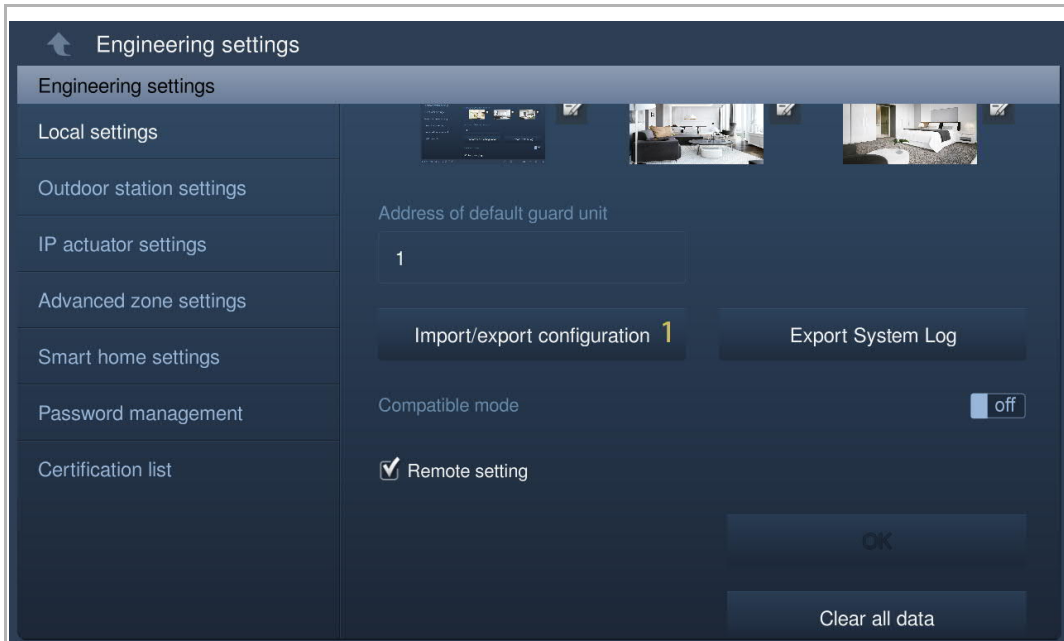 Engineering settings
Engineering settings
Local settings
Outdoor station settings
IP actuator settings
Advanced zone settings
Smart home settings
Password management
Certification list
Address of default guard unit
1
Import/export configuration 1
Export System Log
Compatible mode
off
Remote setting
OK
Clear all data